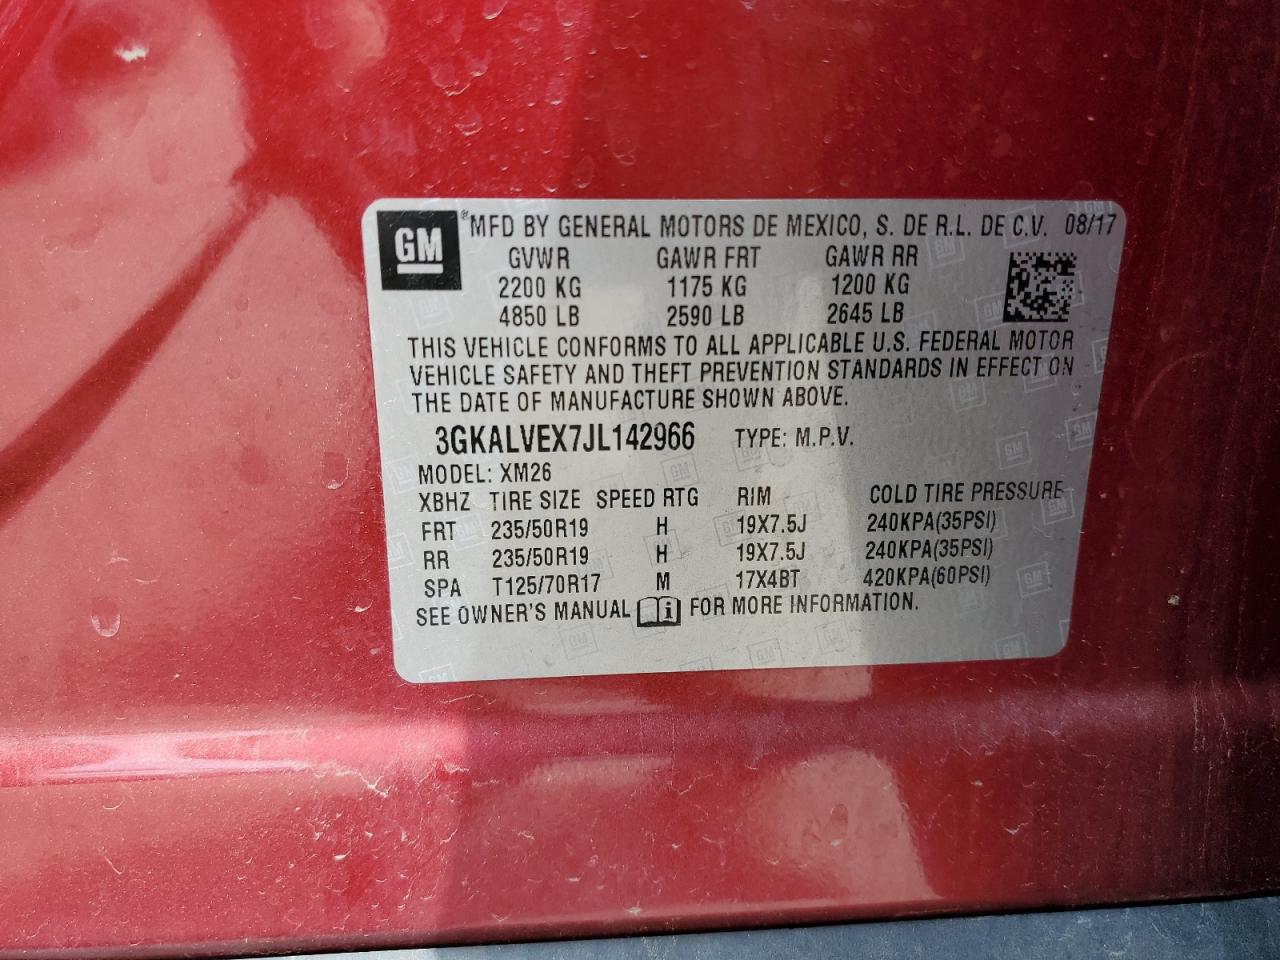 GM ® MFD BY GENERAL MOTORS DE MEXICO, S. DE R.L. DE C.V. 08/17
GVWR GAWR FRT GAWR RR
2200 KG 1175 KG 1200 KG
4850 LB 2590 LB 2645 LB
THIS VEHICLE CONFORMS TO ALL APPLICABLE U.S. FEDERAL MOTOR
VEHICLE SAFETY AND THEFT PREVENTION STANDARDS IN EFFECT ON
THE DATE OF MANUFACTURE SHOWN ABOVE.
3GKALVEX7JL142966 TYPE: M.P.V.
MODEL: XM26
XBHZ TIRE SIZE SPEED RTG RIM COLD TIRE PRESSURE
FRT 235/50R19 H 19X7.5J 240KPA(35PSI)
RR 235/50R19 H 19X7.5J 240KPA(35PSI)
SPA T125/70R17 M 17X4BT 420KPA(60PSI)
SEE OWNER'S MANUAL i FOR MORE INFORMATION.